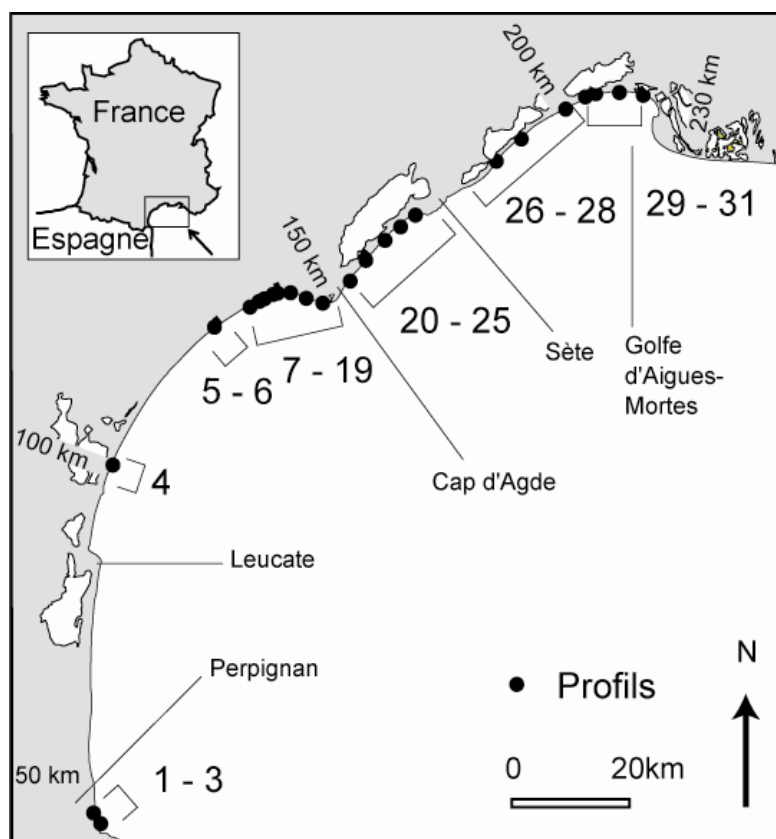 France
Espagne
200 km
230 km
26 - 28
29 - 31
150 km
20 - 25
Sète
Golfe
d'Aigues-
Mortes
7 - 19
5 - 6
100 km
4
Cap d'Agde
Leucate
Perpignan
N
Profils
50 km
1 - 3
0
20km